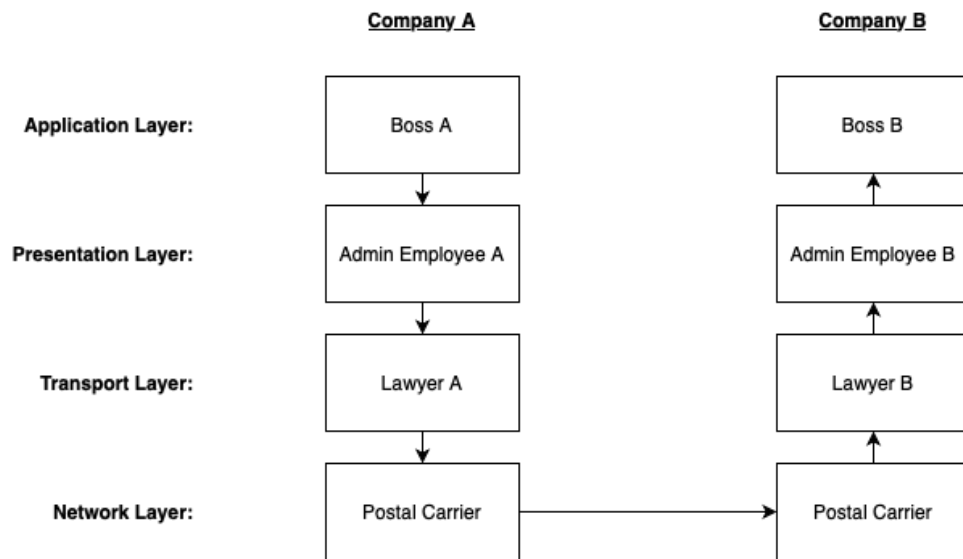 Company A
Company B
Application Layer:
Boss A
Boss B
Presentation Layer:
Admin Employee A
Admin Employee B
Transport Layer:
Lawyer A
Lawyer B
Network Layer:
Postal Carrier
Postal Carrier